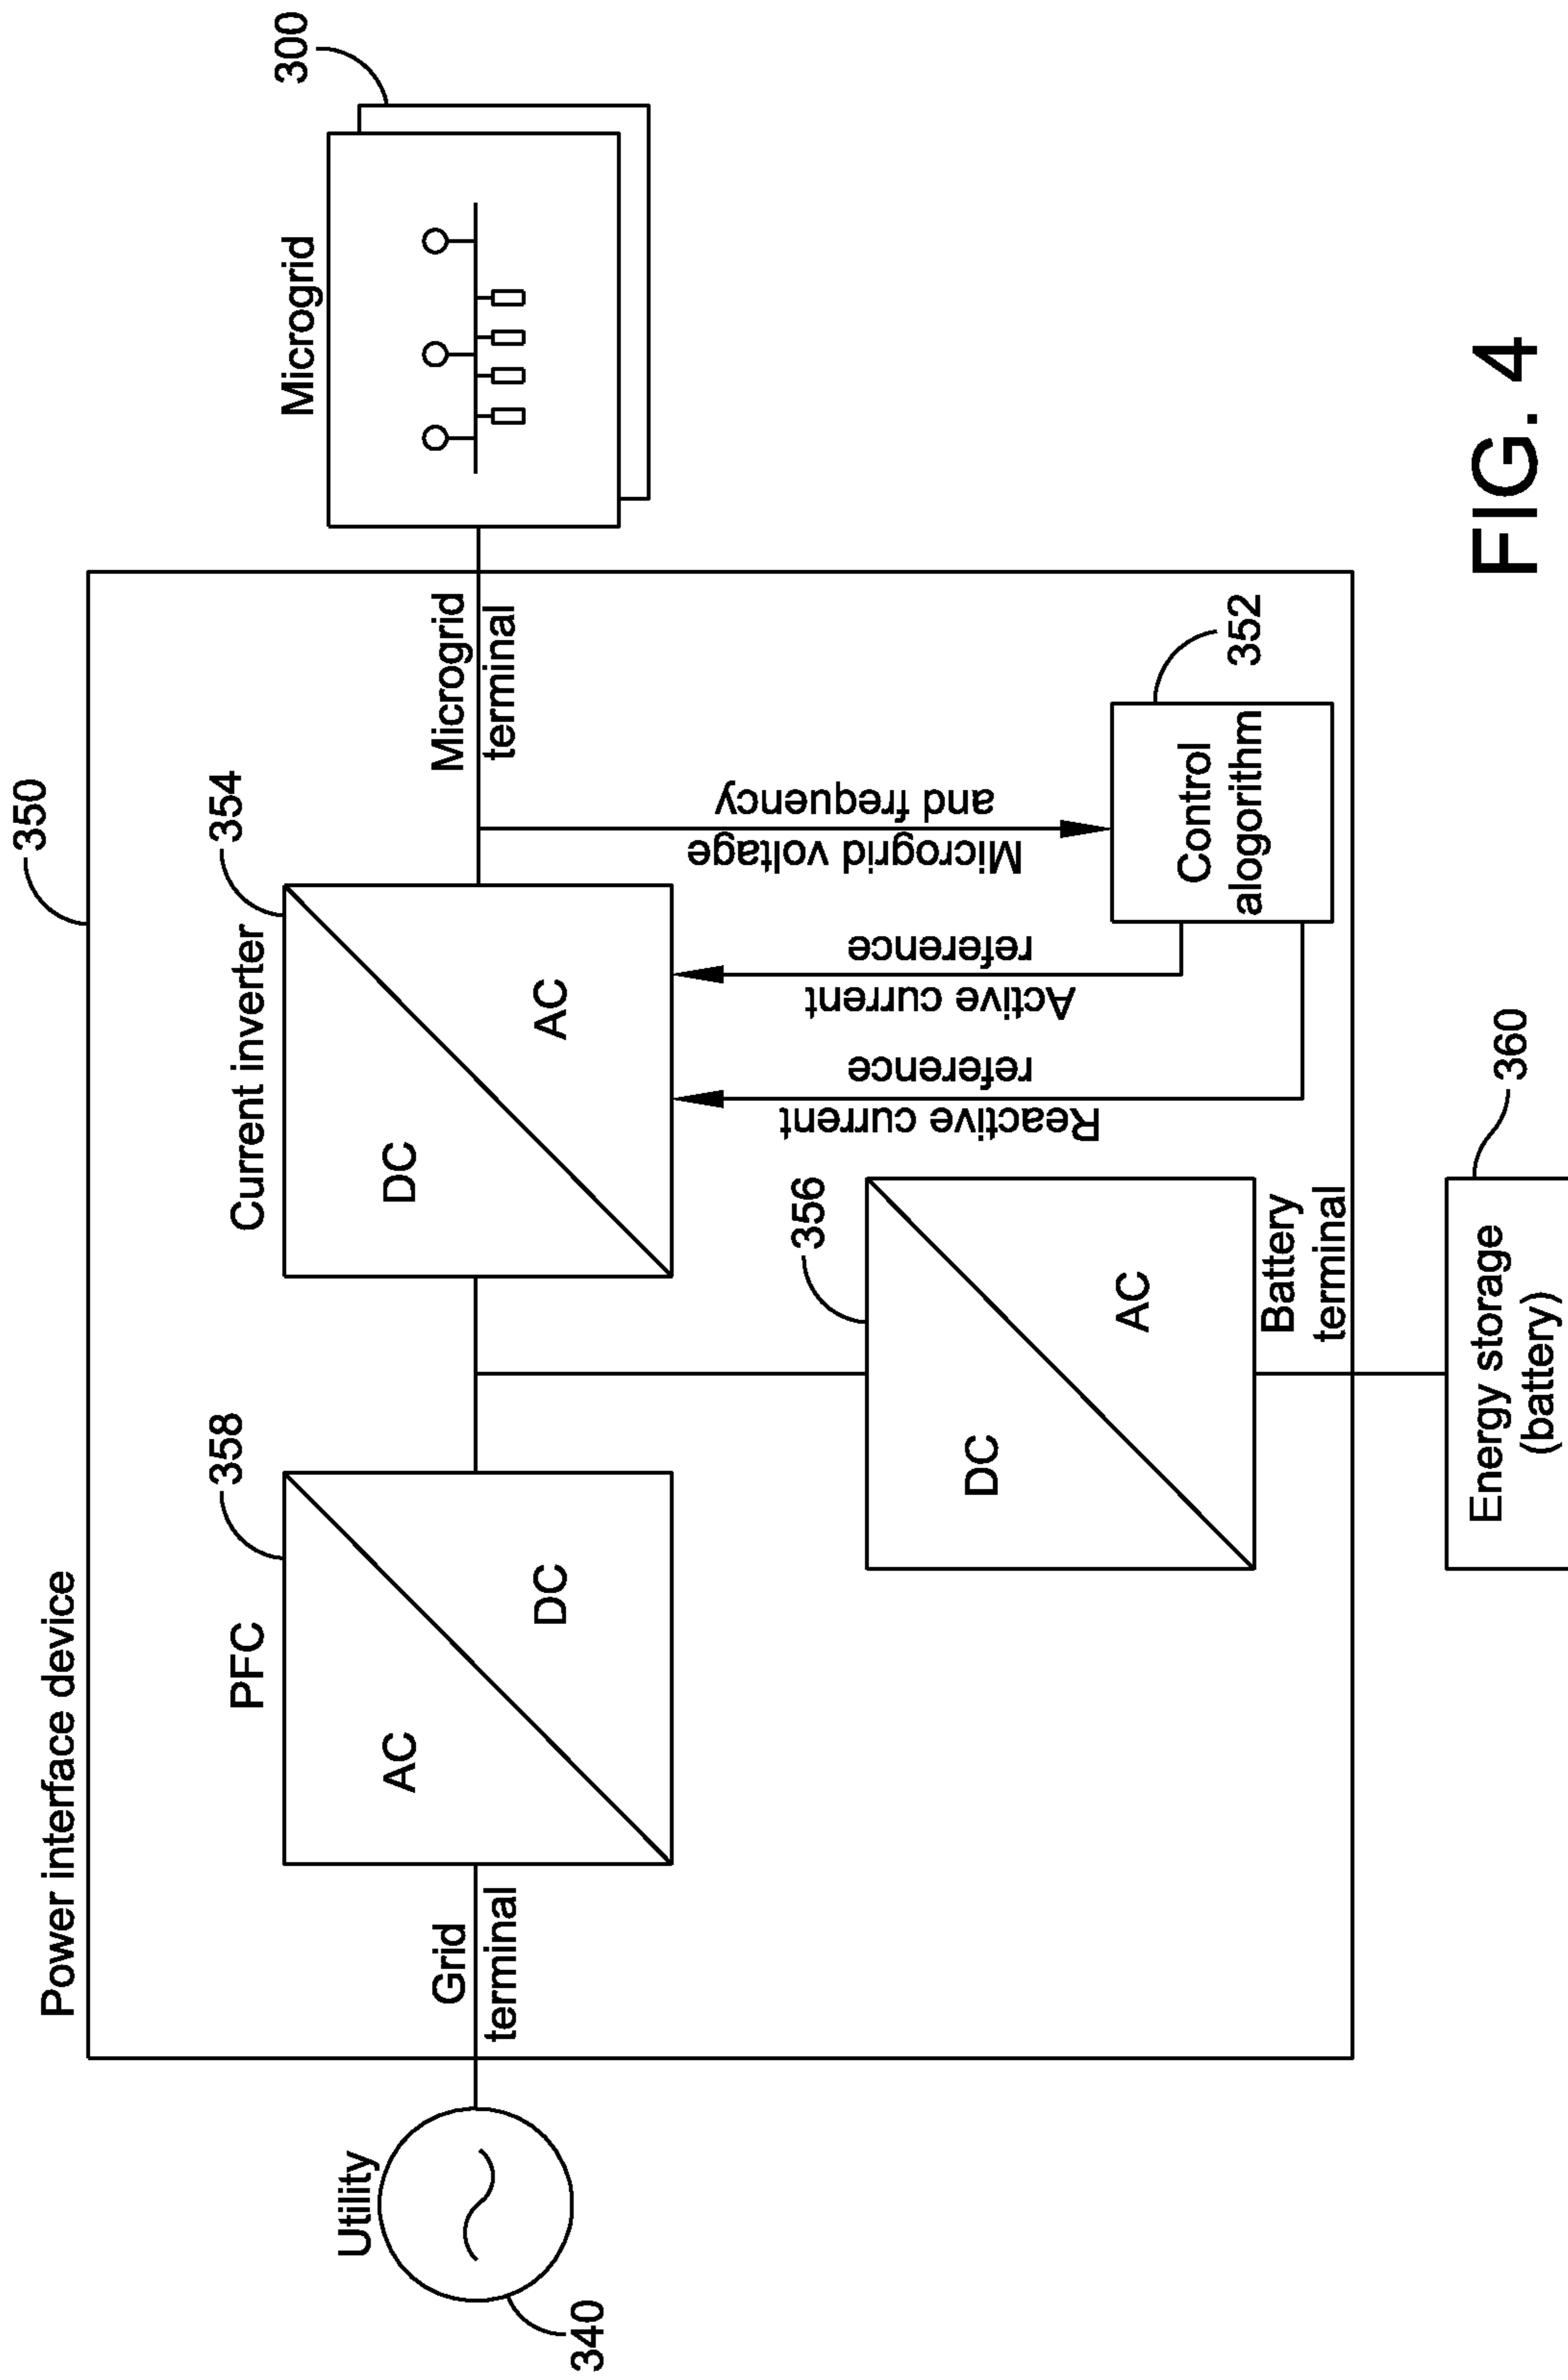 Power interface device
350
Utility
340
Grid
terminal
PFC
358
AC
DC
Current inverter
354
DC
AC
Microgrid
terminal
Microgrid
300
356
DC
AC
Battery
terminal
Reactive current
reference
Active current
reference
Microgrid voltage
and frequency
Control
alogorithm
352
Energy storage
(battery)
360
FIG. 4